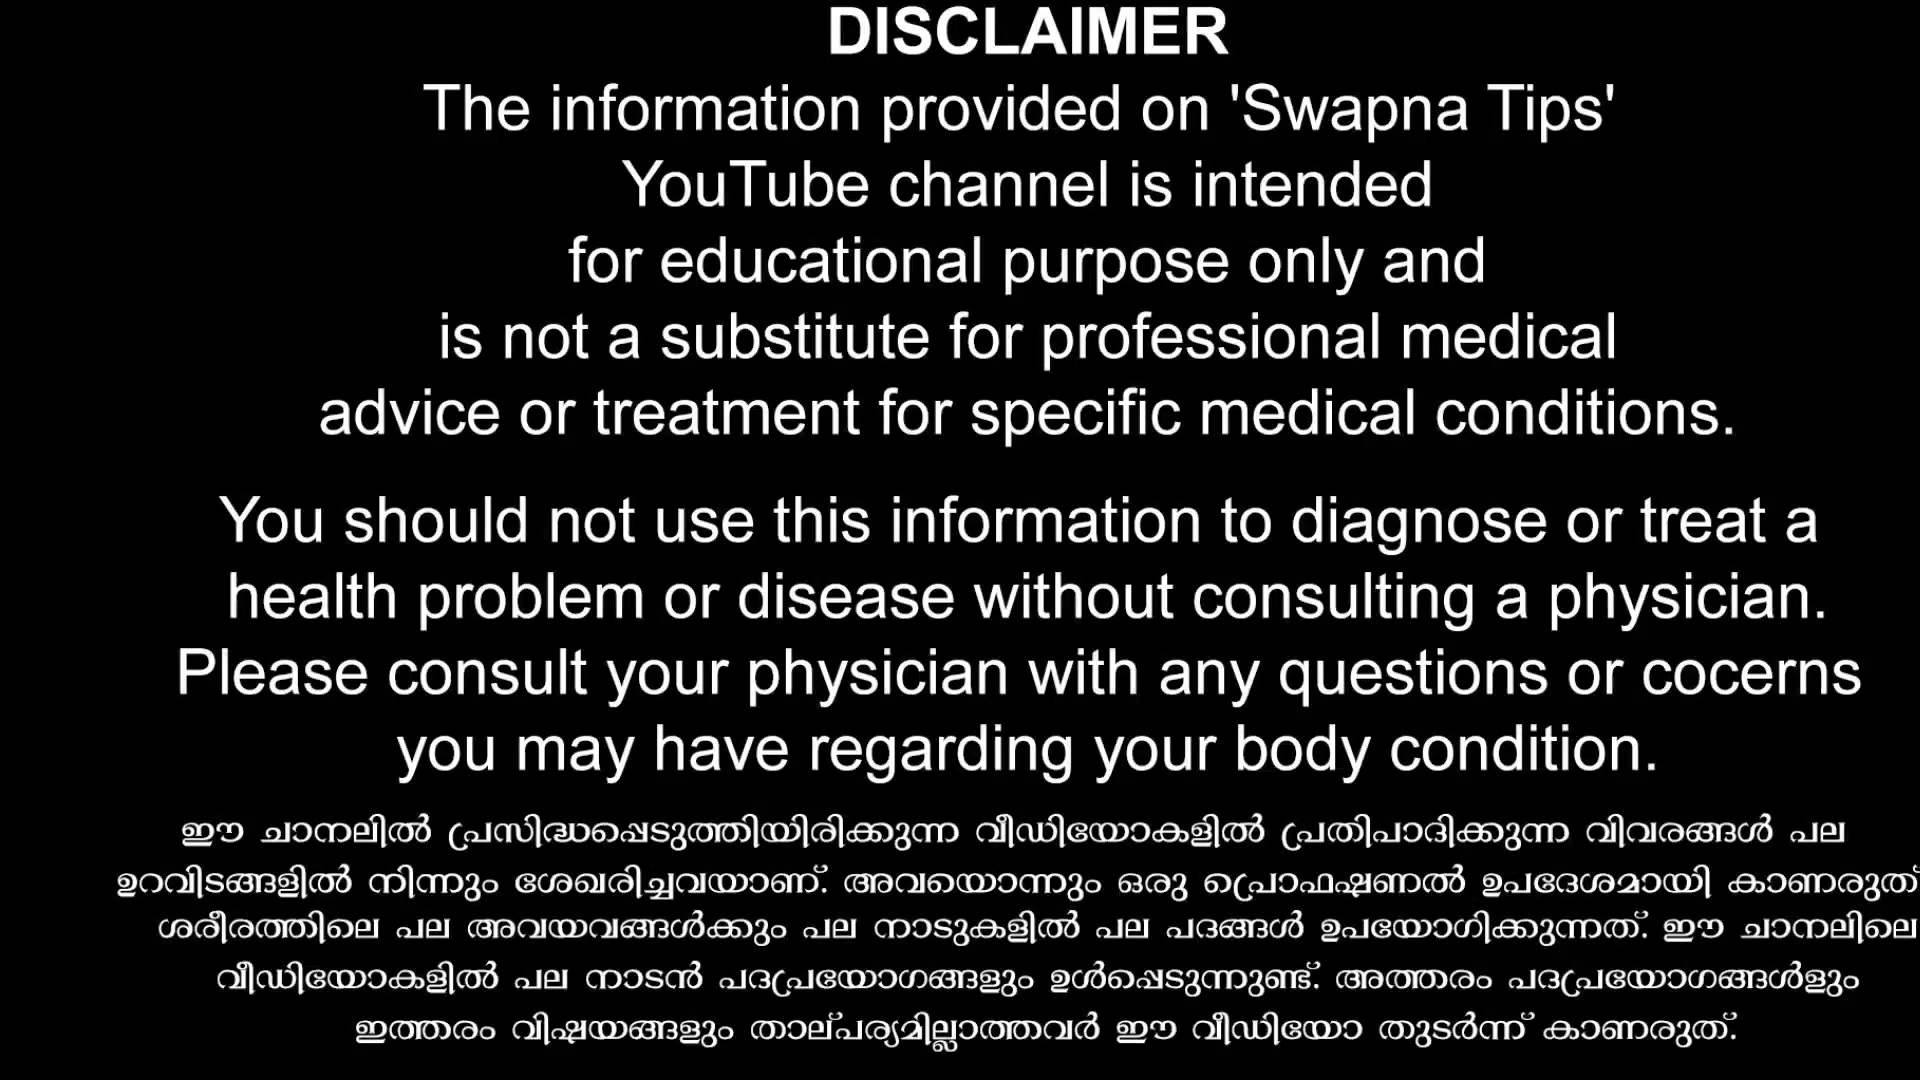 DISCLAIMER
The information provided on 'Swapna Tips'
YouTube channel is intended
for educational purpose only and
is not a substitute for professional medical
advice or treatment for specific medical conditions.
You should not use this information to diagnose or treat a
health problem or disease without consulting a physician.
Please consult your physician with any questions or cocerns
you may have regarding your body condition.
ഈ ചാനലിൽ പ്രസിദ്ധപ്പെടുത്തിയിരിക്കുന്ന വീഡിയോകളിൽ പ്രതിപാദിക്കുന്ന വിവരങ്ങൾ പല
ഉറവിടങ്ങളിൽ നിന്നും ശേഖരിച്ചവയാണ്. അവയൊന്നും ഒരു പ്രൊഫഷണൽ ഉപദേശമായി കാണരുത്
ശരീരത്തിലെ പല അവയവങ്ങൾക്കും പല നാടുകളിൽ പല പദങ്ങൾ ഉപയോഗിക്കുന്നത്. ഈ ചാനലിലെ
വീഡിയോകളിൽ പല നാടൻ പദപ്രയോഗങ്ങളും ഉൾപ്പെടുന്നുണ്ട്. അത്തരം പദപ്രയോഗങ്ങൾളും
ഇത്തരം വിഷയങ്ങളും താല്പര്യമില്ലാത്തവർ ഈ വീഡിയോ തുടർന്ന് കാണരുത്.